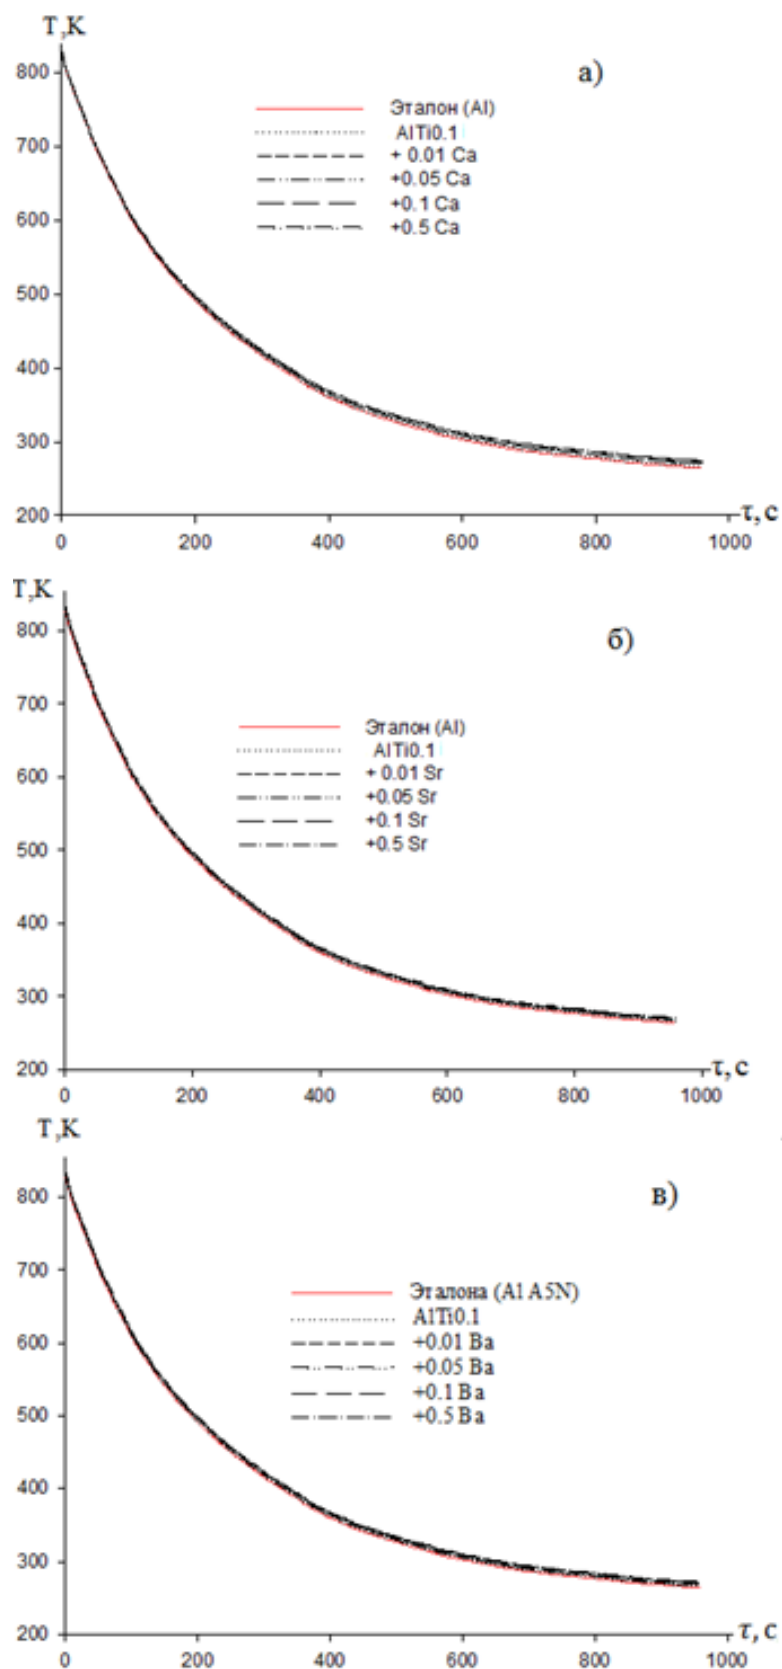 T,K
а)
800
700
600
500
400
300
200
Эталон (Al)
AlTi0.1
+ 0.01 Ca
+0.05 Ca
+0.1 Ca
+0.5 Ca
τ, c
0 200 400 600 800 1000
T,K
б)
800
700
600
500
400
300
200
Эталон (Al)
AlTi0.1
+ 0.01 Sr
+0.05 Sr
+0.1 Sr
+0.5 Sr
τ, c
0 200 400 600 800 1000
T,K
в)
800
700
600
500
400
300
200
Эталона (Al A5N)
AlTi0.1
+0.01 Ba
+0.05 Ba
+0.1 Ba
+0.5 Ba
τ, c
0 200 400 600 800 1000